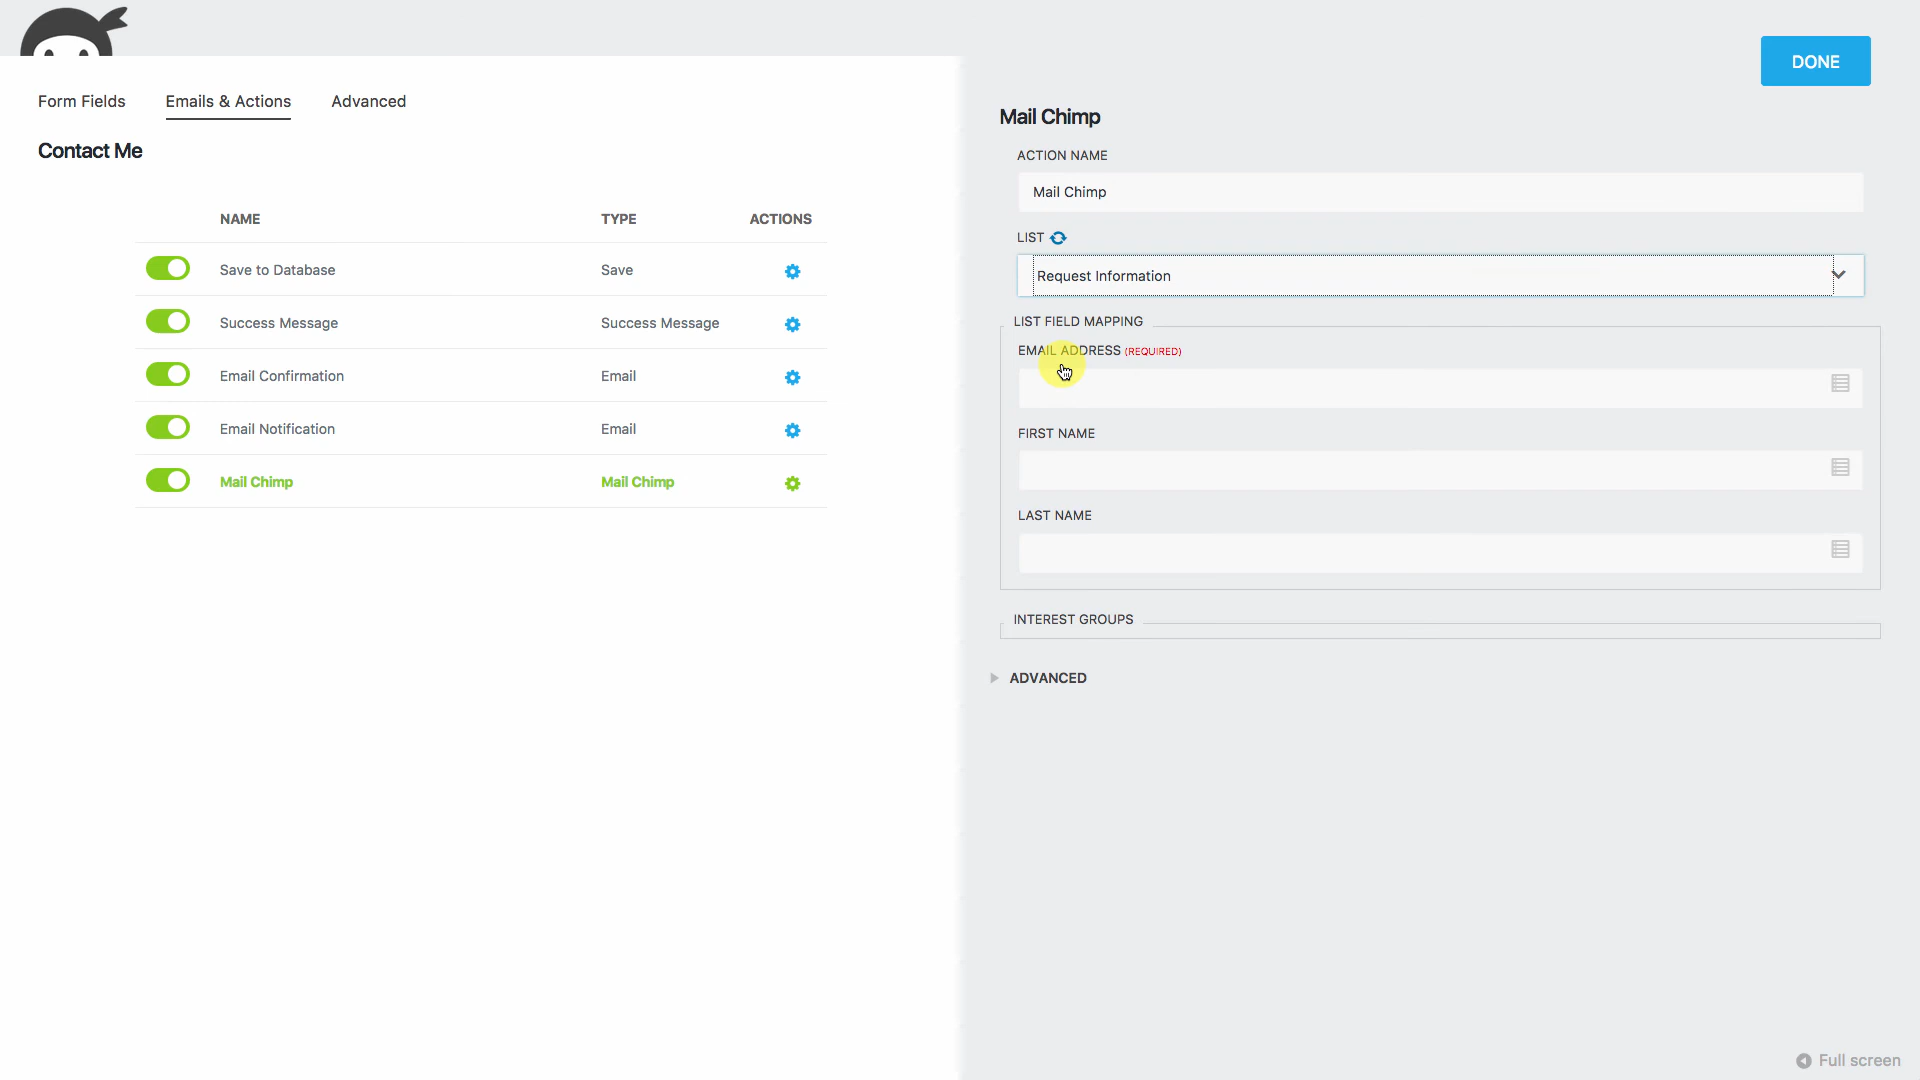 DONE
Form Fields
Emails & Actions
Advanced
Contact Me
NAME TYPE ACTIONS
Save to Database Save
Success Message Success Message
Email Confirmation Email
Email Notification Email
Mail Chimp Mail Chimp
Mail Chimp
ACTION NAME
Mail Chimp
LIST
Request Information
LIST FIELD MAPPING
EMAIL ADDRESS (REQUIRED)
FIRST NAME
LAST NAME
INTEREST GROUPS
ADVANCED
Full screen